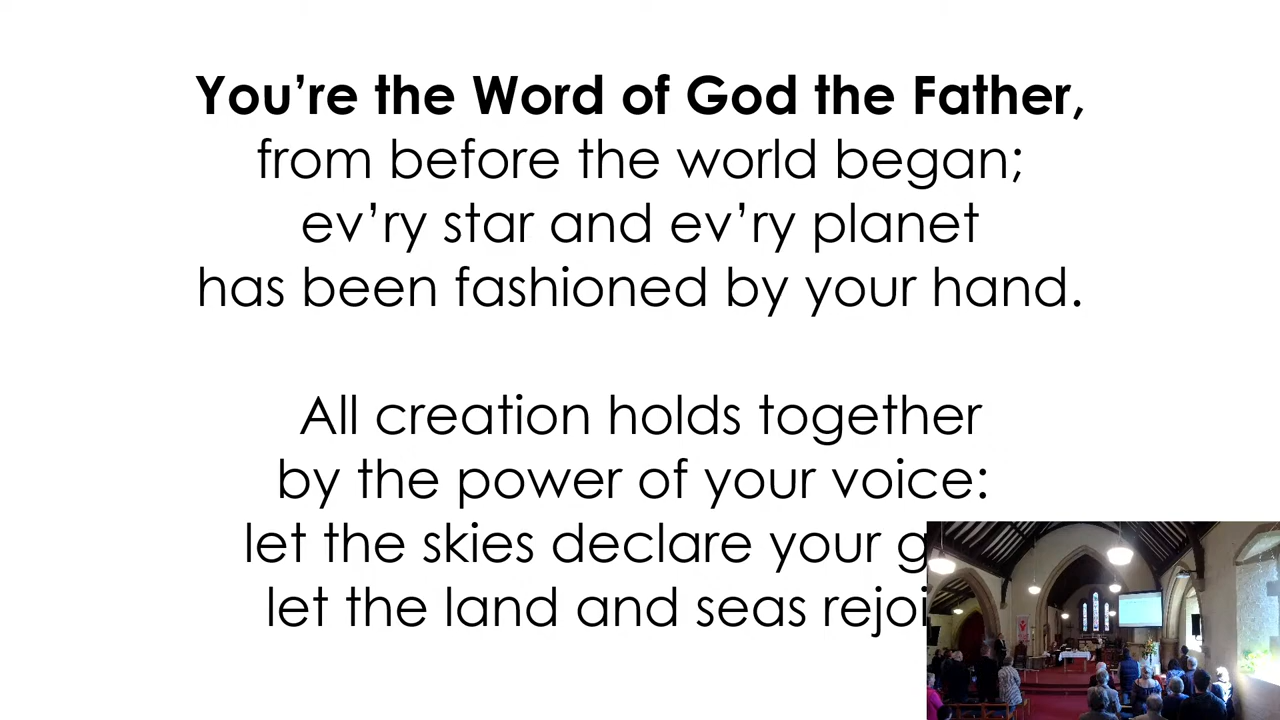 You’re the Word of God the Father,
from before the world began;
ev’ry star and ev’ry planet
has been fashioned by your hand.
All creation holds together
by the power of your voice:
let the skies declare your
let the land and seas